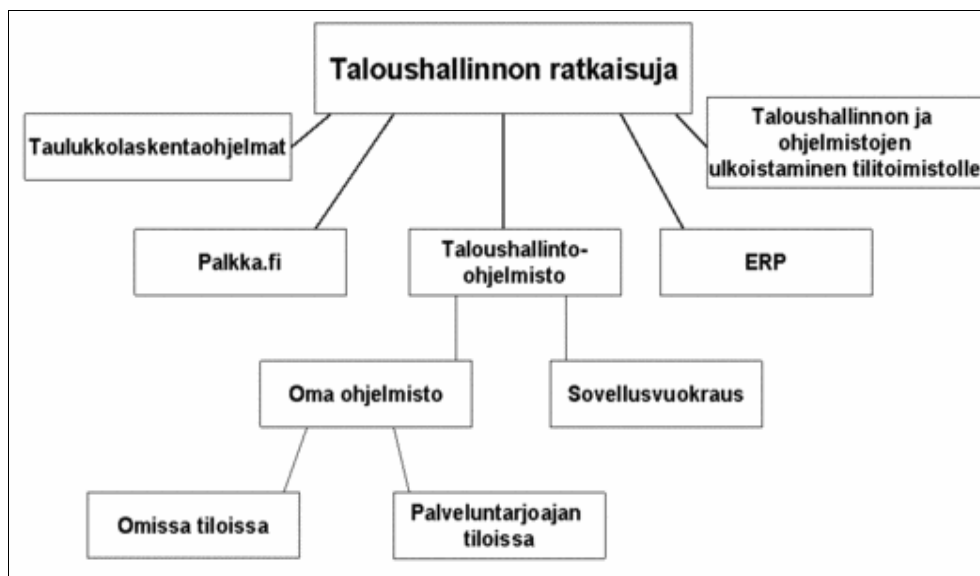 Taloushallinnon ratkaisuja
Taulukkolaskentaohjelmat
Taloushallinnon ja
ohjelmistojen
ulkoistaminen tilitoimistolle
Palkka.fi
Taloushallinto-
ohjelmisto
ERP
Oma ohjelmisto
Sovellusvuokraus
Omissa tiloissa
Palveluntarjoajan
tiloissa